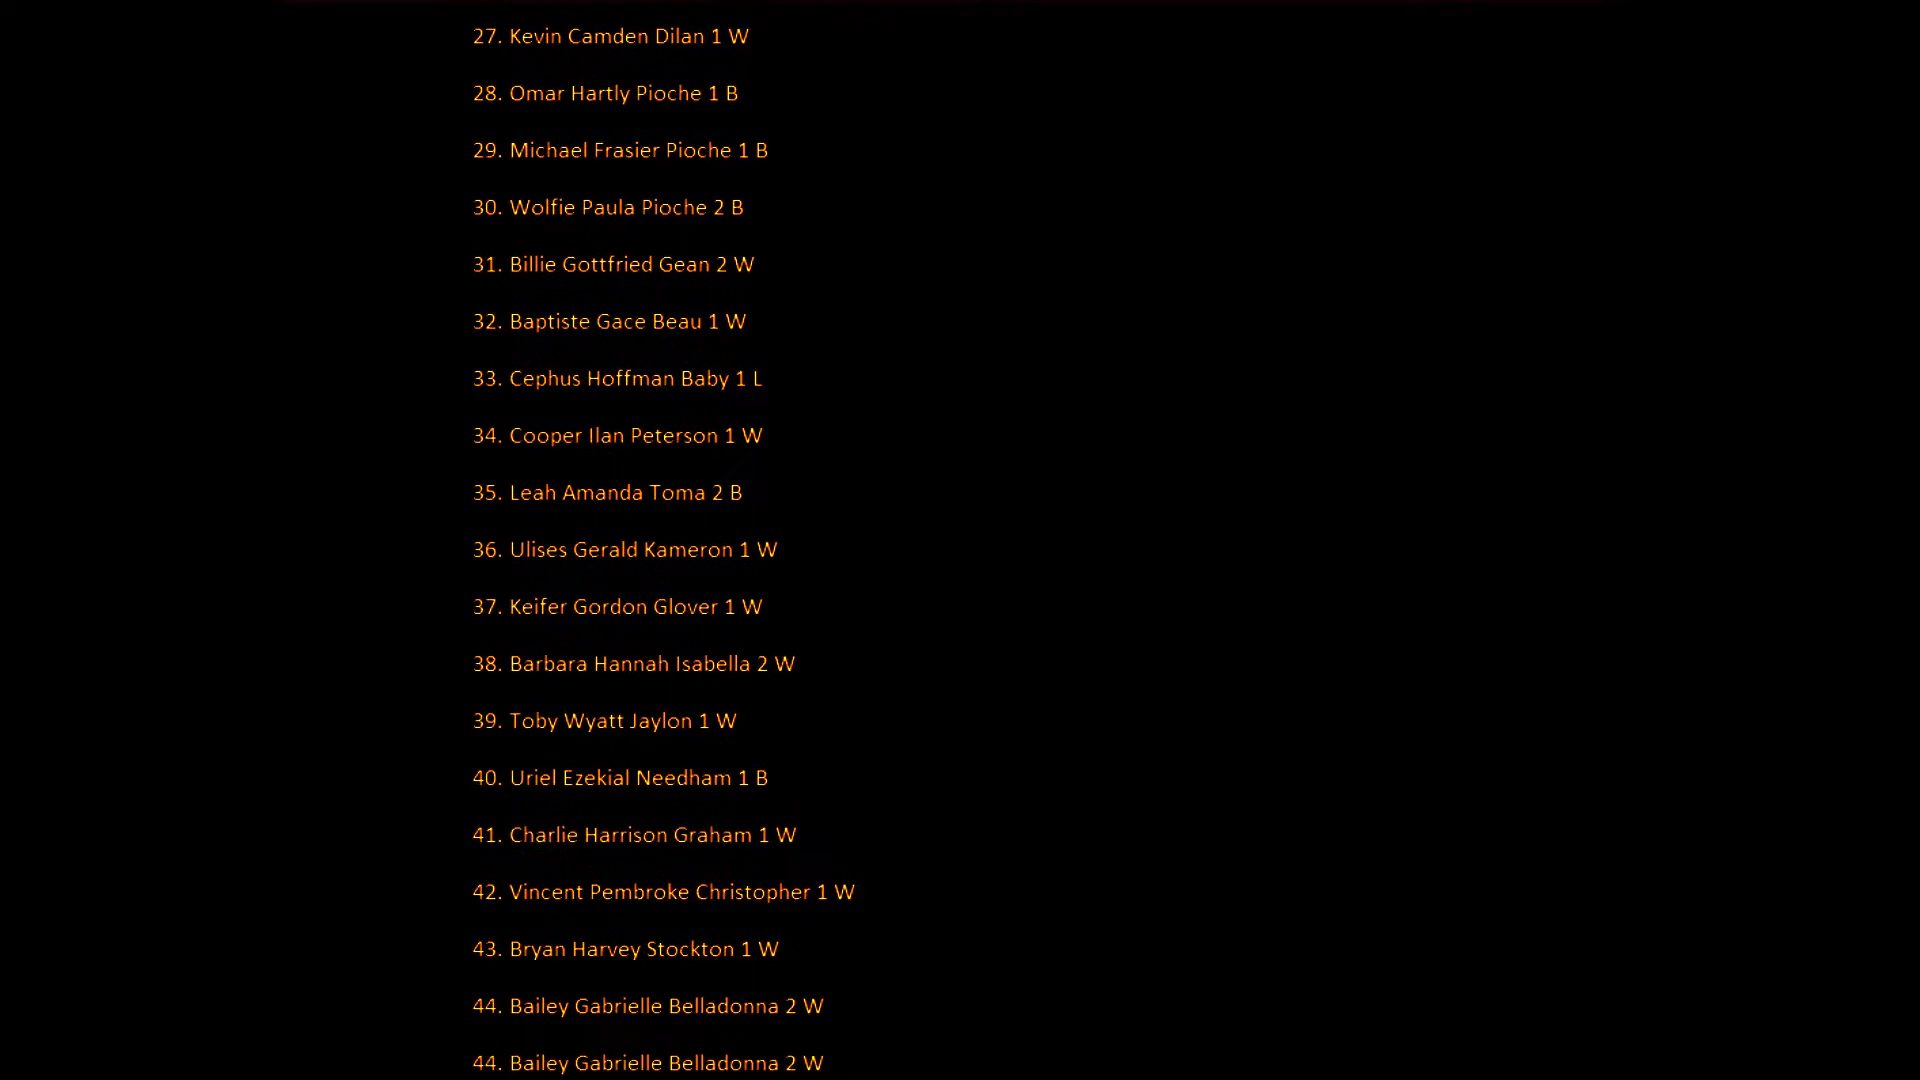 27. Kevin Camden Dilan 1 W
28. Omar Hartly Pioche 1 B
29. Michael Frasier Pioche 1 B
30. Wolfie Paula Pioche 2 B
31. Billie Gottfried Gean 2 W
32. Baptiste Gace Beau 1 W
33. Cephus Hoffman Baby 1 L
34. Cooper Ilan Peterson 1 W
35. Leah Amanda Toma 2 B
36. Ulises Gerald Kameron 1 W
37. Keifer Gordon Glover 1 W
38. Barbara Hannah Isabella 2 W
39. Toby Wyatt Jaylon 1 W
40. Uriel Ezekial Needham 1 B
41. Charlie Harrison Graham 1 W
42. Vincent Pembroke Christopher 1 W
43. Bryan Harvey Stockton 1 W
44. Bailey Gabrielle Belladonna 2 W
44. Bailey Gabrielle Belladonna 2 W